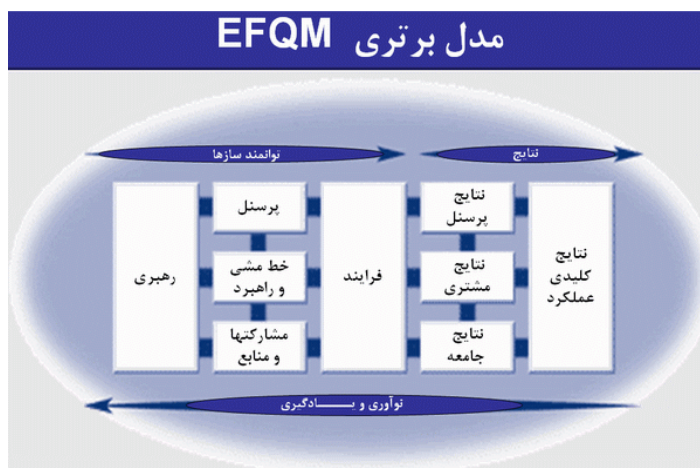 مدل برتری EFQM
توانمند سازها
نتایج
رهبری
پرسنل
خط مشی
و راهبرد
مشارکتها
و منابع
فرایند
نتایج
پرسنل
نتایج
مشتری
نتایج
جامعه
نتایج
کلیدی
عملکرد
نوآوری و یـــــادگیری